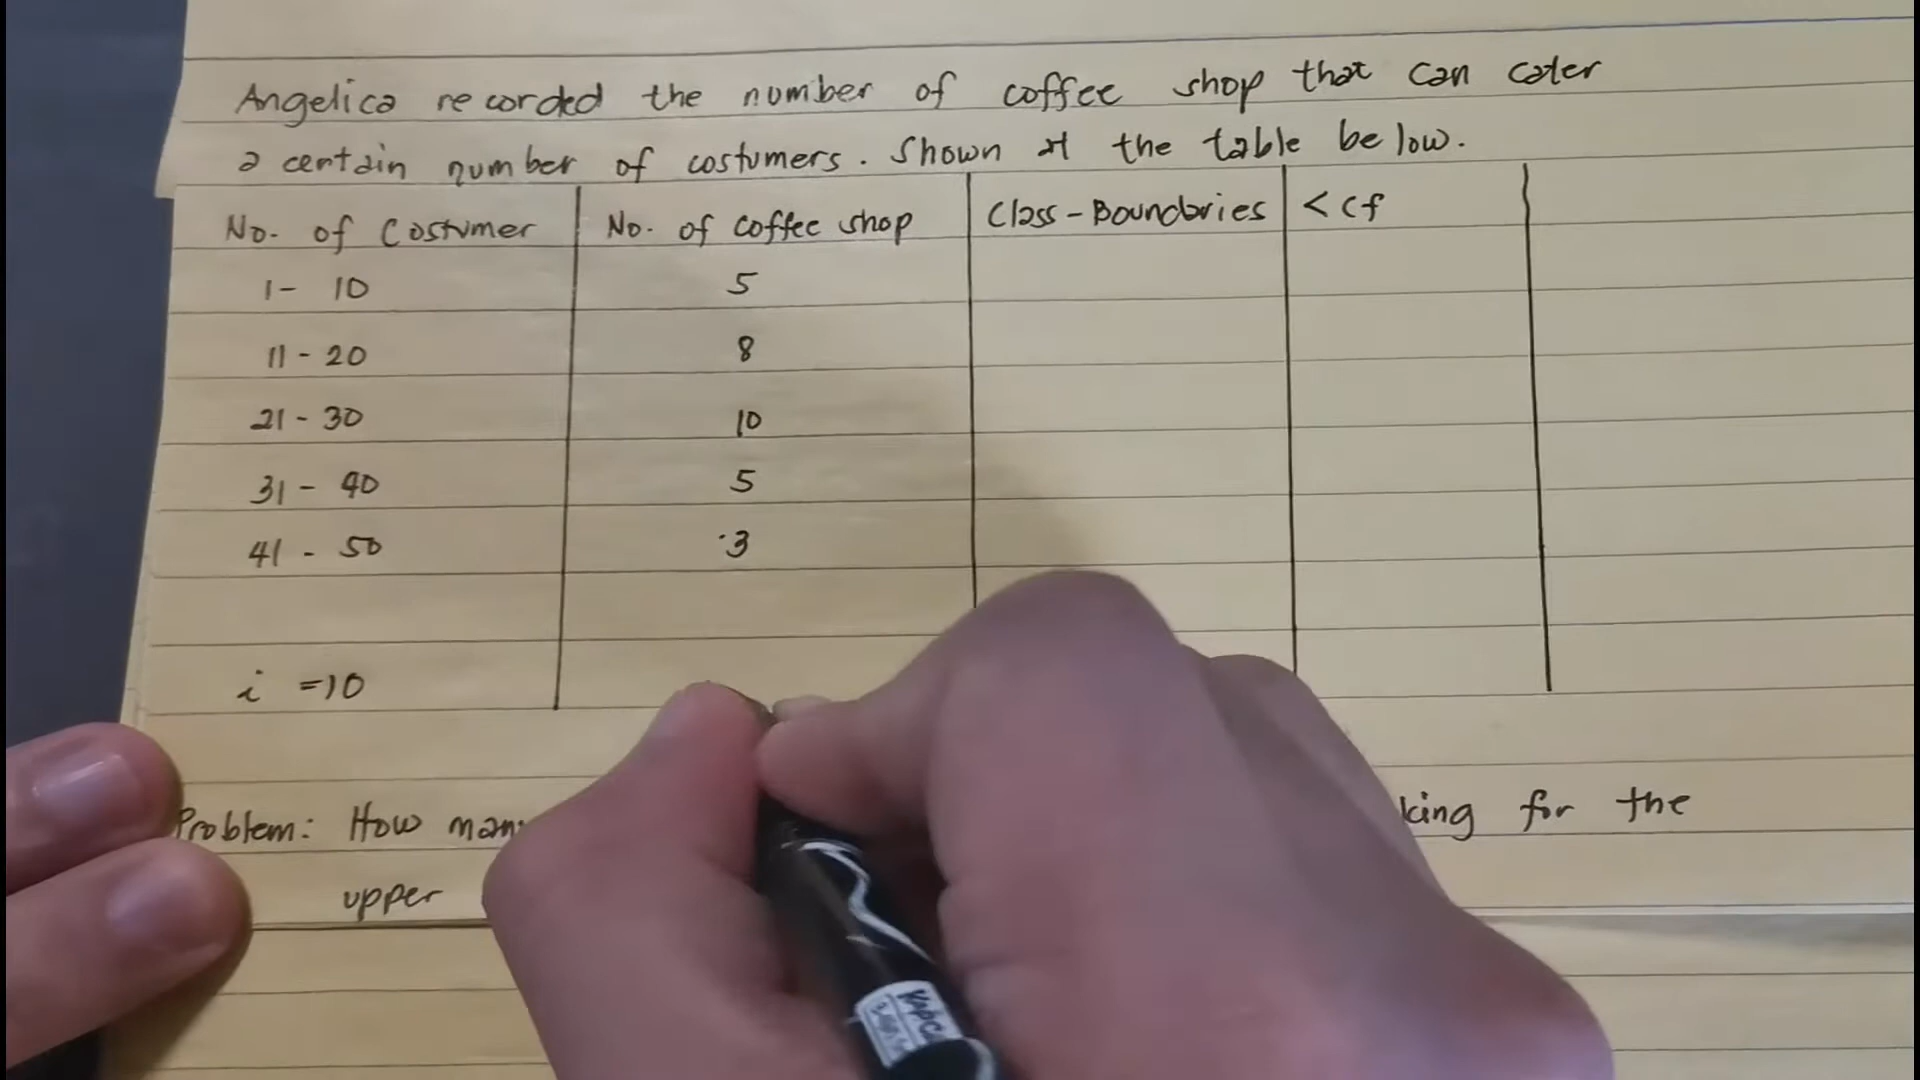 Angelica recorded the number of coffee shop that can cater
a certain number of costumers. Shown at the table below.
No. of Costumer No. of coffee shop Class-Boundaries <cf
1- 10 5
11 - 20 8
21 - 30 10
31 - 40 5
41 - 50 3
i =10
Problem: How for the
upper